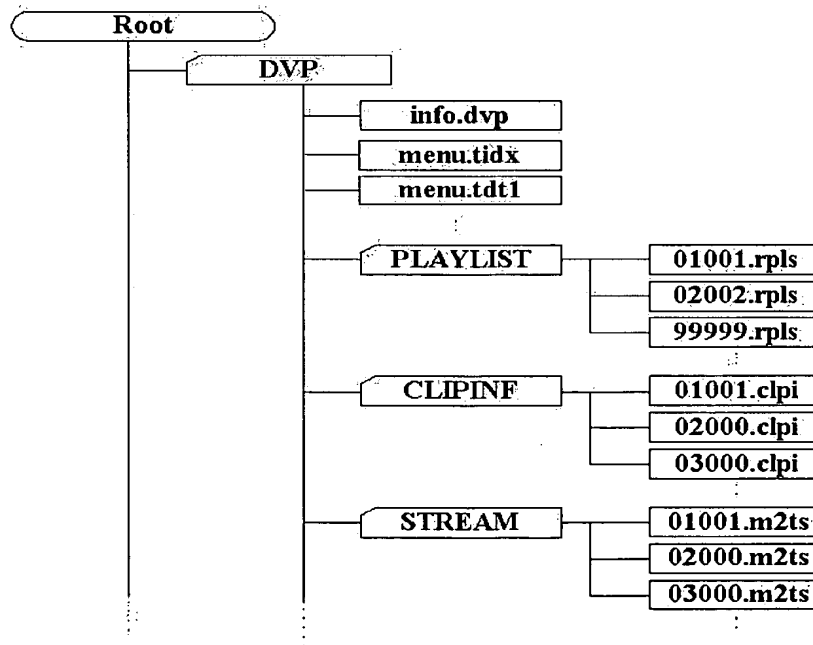 Root
DVP
info.dvp
menu.tidx
menu.tdt1
PLAYLIST
01001.rpls
02002.rpls
99999.rpls
CLIPINF
01001.clpi
02000.clpi
03000.clpi
STREAM
01001.m2ts
02000.m2ts
03000.m2ts